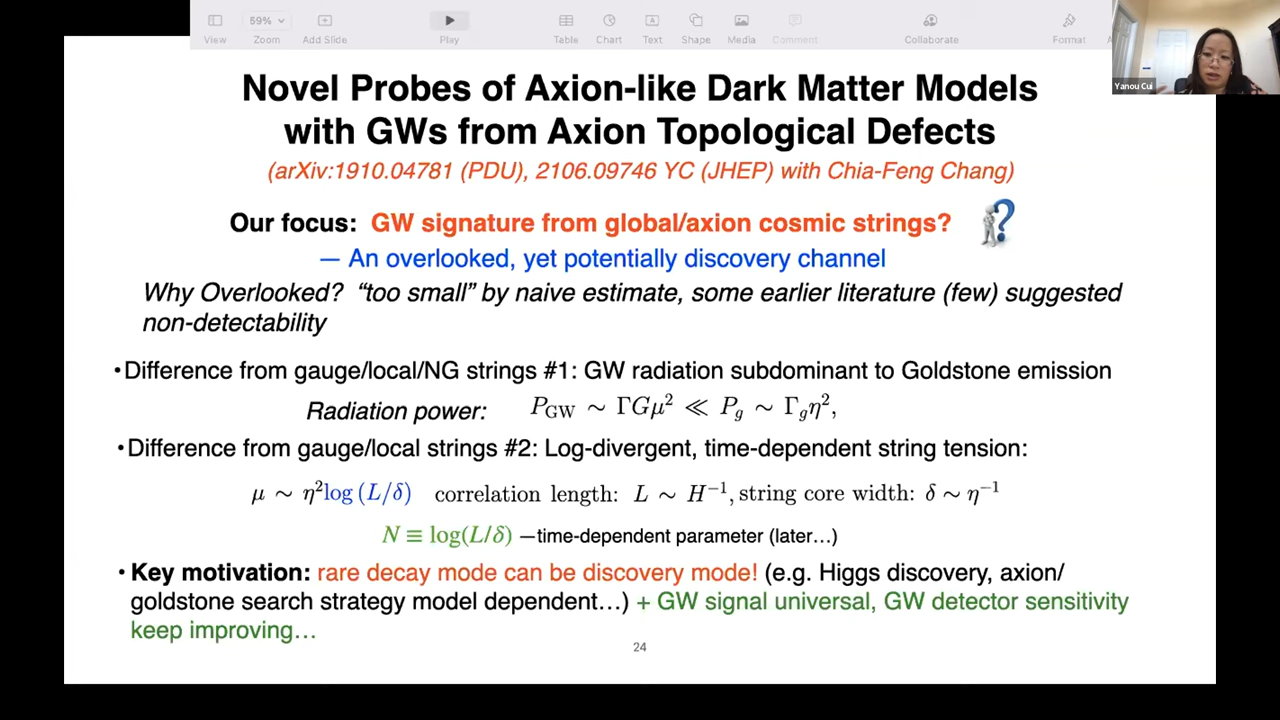 59%
View
Zoom
Add Slide
Play
Table
Chart
Text
Shape
Media
Comment
Collaborate
Format
Yanou Cui
Novel Probes of Axion-like Dark Matter Models
with GWs from Axion Topological Defects
(arXiv:1910.04781 (PDU), 2106.09746 YC (JHEP) with Chia-Feng Chang)
Our focus: GW signature from global/axion cosmic strings?
— An overlooked, yet potentially discovery channel
Why Overlooked? “too small” by naive estimate, some earlier literature (few) suggested
non-detectability
•Difference from gauge/local/NG strings #1: GW radiation subdominant to Goldstone emission
Radiation power: P_GW ∼ ΓGμ² ≪ P_g ∼ Γ_gη²,
•Difference from gauge/local strings #2: Log-divergent, time-dependent string tension:
μ ∼ η²log (L/δ) correlation length: L ∼ H⁻¹, string core width: δ ∼ η⁻¹
N ≡ log(L/δ) —time-dependent parameter (later…)
• Key motivation: rare decay mode can be discovery mode! (e.g. Higgs discovery, axion/
goldstone search strategy model dependent…) + GW signal universal, GW detector sensitivity
keep improving…
24